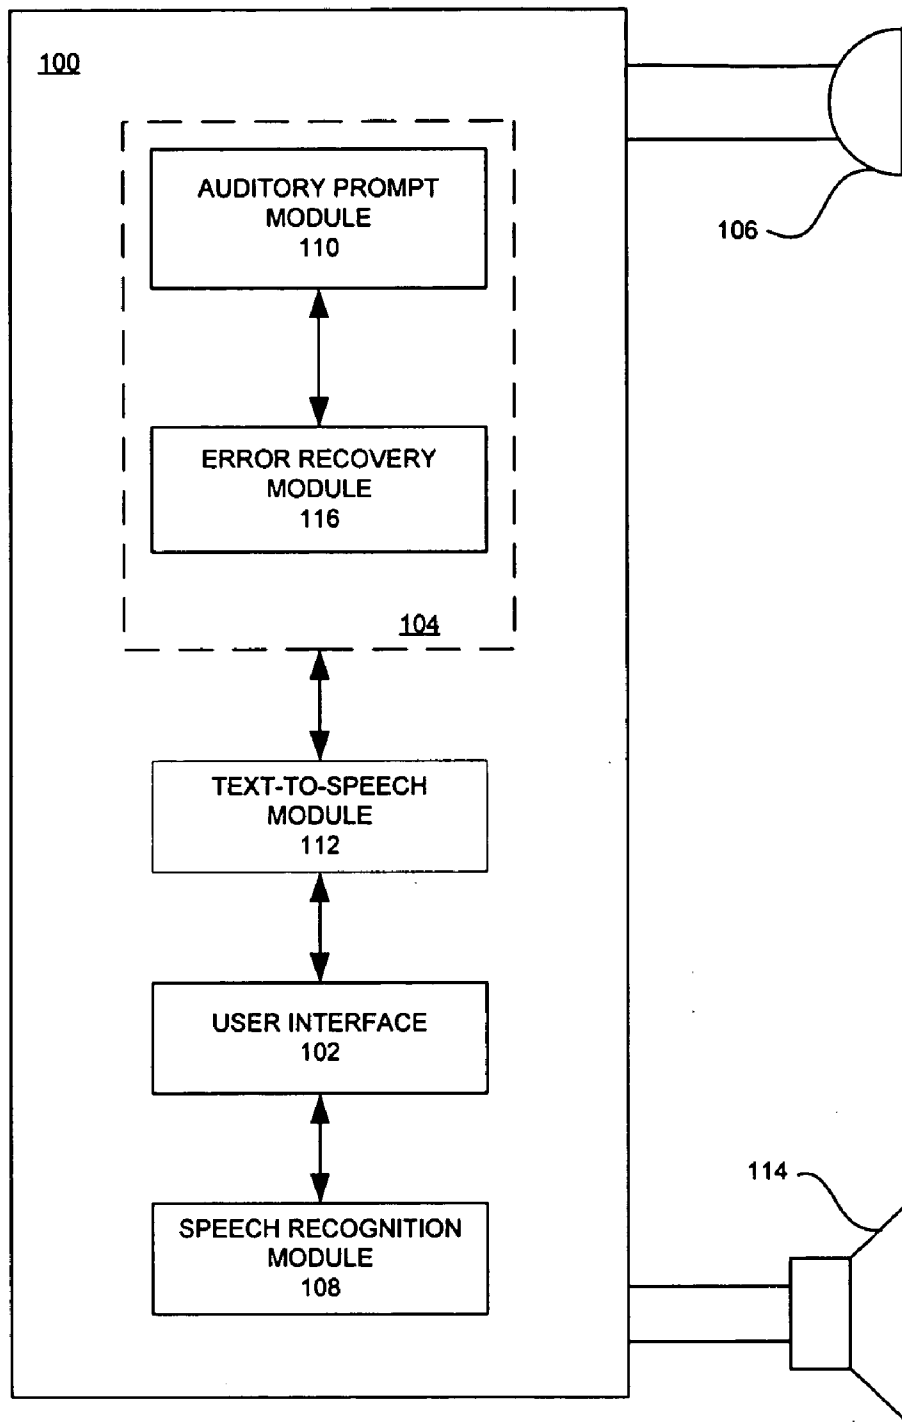 100
AUDITORY PROMPT
MODULE
110
106
ERROR RECOVERY
MODULE
116
104
TEXT-TO-SPEECH
MODULE
112
USER INTERFACE
102
114
SPEECH RECOGNITION
MODULE
108